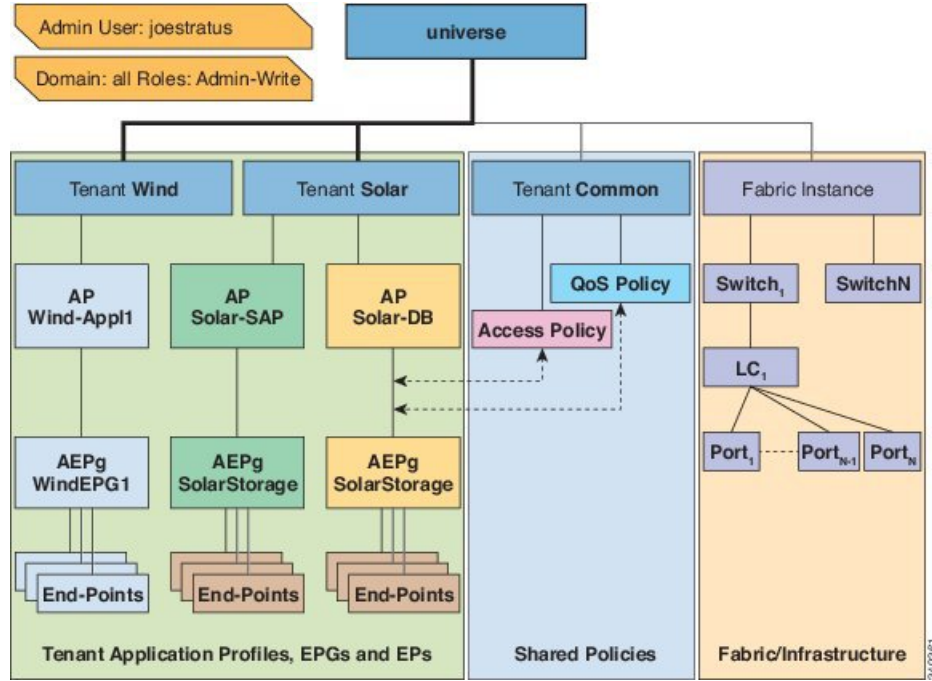 Admin User: joestratus
universe
Domain: all Roles: Admin-Write
Tenant Wind
Tenant Solar
Tenant Common
Fabric Instance
AP
Wind-Appl1
AP
Solar-SAP
AP
Solar-DB
QoS Policy
Access Policy
Switch1
SwitchN
LC1
Port1
PortN-1
PortN
AEPg
WindEPG1
AEPg
SolarStorage
AEPg
SolarStorage
End-Points
End-Points
End-Points
Tenant Application Profiles, EPGs and EPs
Shared Policies
Fabric/Infrastructure